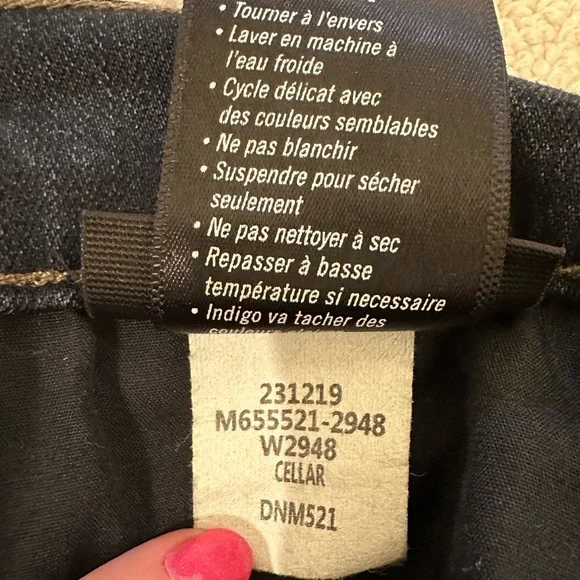 • Tourner à l'envers
• Laver en machine à
l'eau froide
• Cycle délicat avec
des couleurs semblables
• Ne pas blanchir
• Suspendre pour sécher
seulement
• Ne pas nettoyer à sec
• Repasser à basse
température si necessaire
• Indigo va tacher des
couleurs
231219
M655521-2948
W2948
CELLAR
DNM521